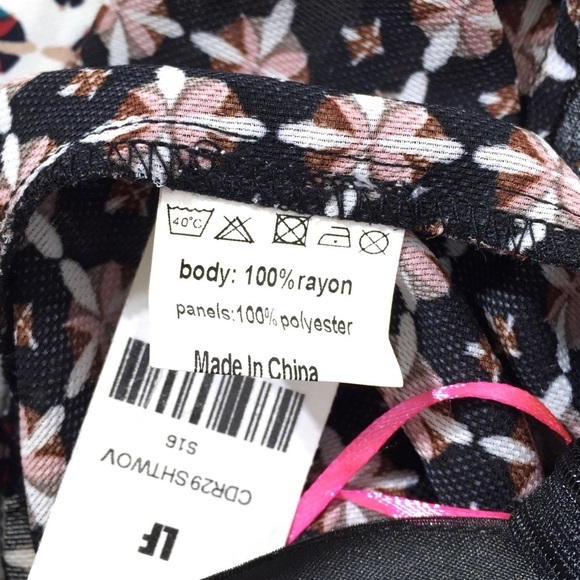 40°C
body: 100%rayon
panels:100% polyester
Made In China
CDR29 SHTWOV
S16
LF